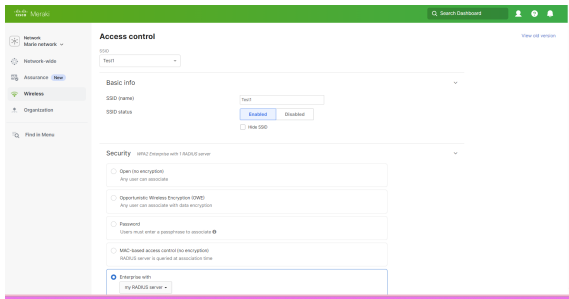 cisco Meraki
Search Dashboard
Network
Mario network
Network-wide
Assurance New
Wireless
Organization
Find in Menu
Access control
View old version
SSID
Test1
Basic info
SSID (name)
Test1
SSID status
Enabled Disabled
Hide SSID
Security WPA2 Enterprise with 1 RADIUS server
Open (no encryption)
Any user can associate
Opportunistic Wireless Encryption (OWE)
Any user can associate with data encryption
Password
Users must enter a passphrase to associate
MAC-based access control (no encryption)
RADIUS server is queried at association time
Enterprise with
my RADIUS server